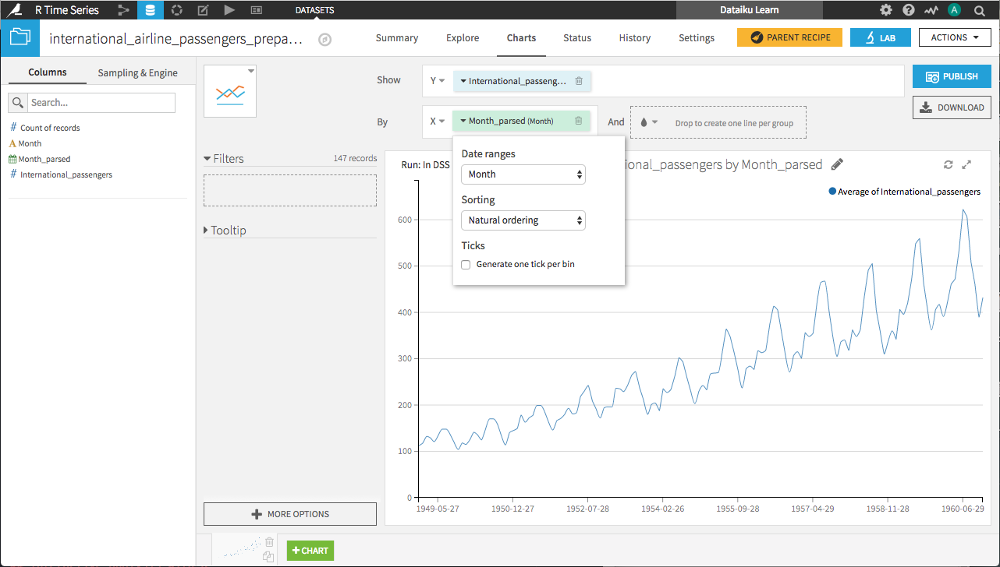 R Time Series
DATASETS
Dataiku Learn
A
international_airline_passengers_prepa...
Summary
Explore
Charts
Status
History
Settings
PARENT RECIPE
LAB
ACTIONS
Columns
Sampling & Engine
Search...
# Count of records
A Month
Month_parsed
# International_passengers
Show
Y
International_passeng...
PUBLISH
By
X
Month_parsed (Month)
And
Drop to create one line per group
DOWNLOAD
Filters
147 records
Tooltip
Date ranges
Month
Sorting
Natural ordering
Ticks
Generate one tick per bin
Run: In DSS
ional_passengers by Month_parsed
Average of International_passengers
600
500
400
300
200
100
0
1949-05-27
1950-12-27
1952-07-28
1954-02-26
1955-09-28
1957-04-29
1958-11-28
1960-06-29
MORE OPTIONS
+ CHART